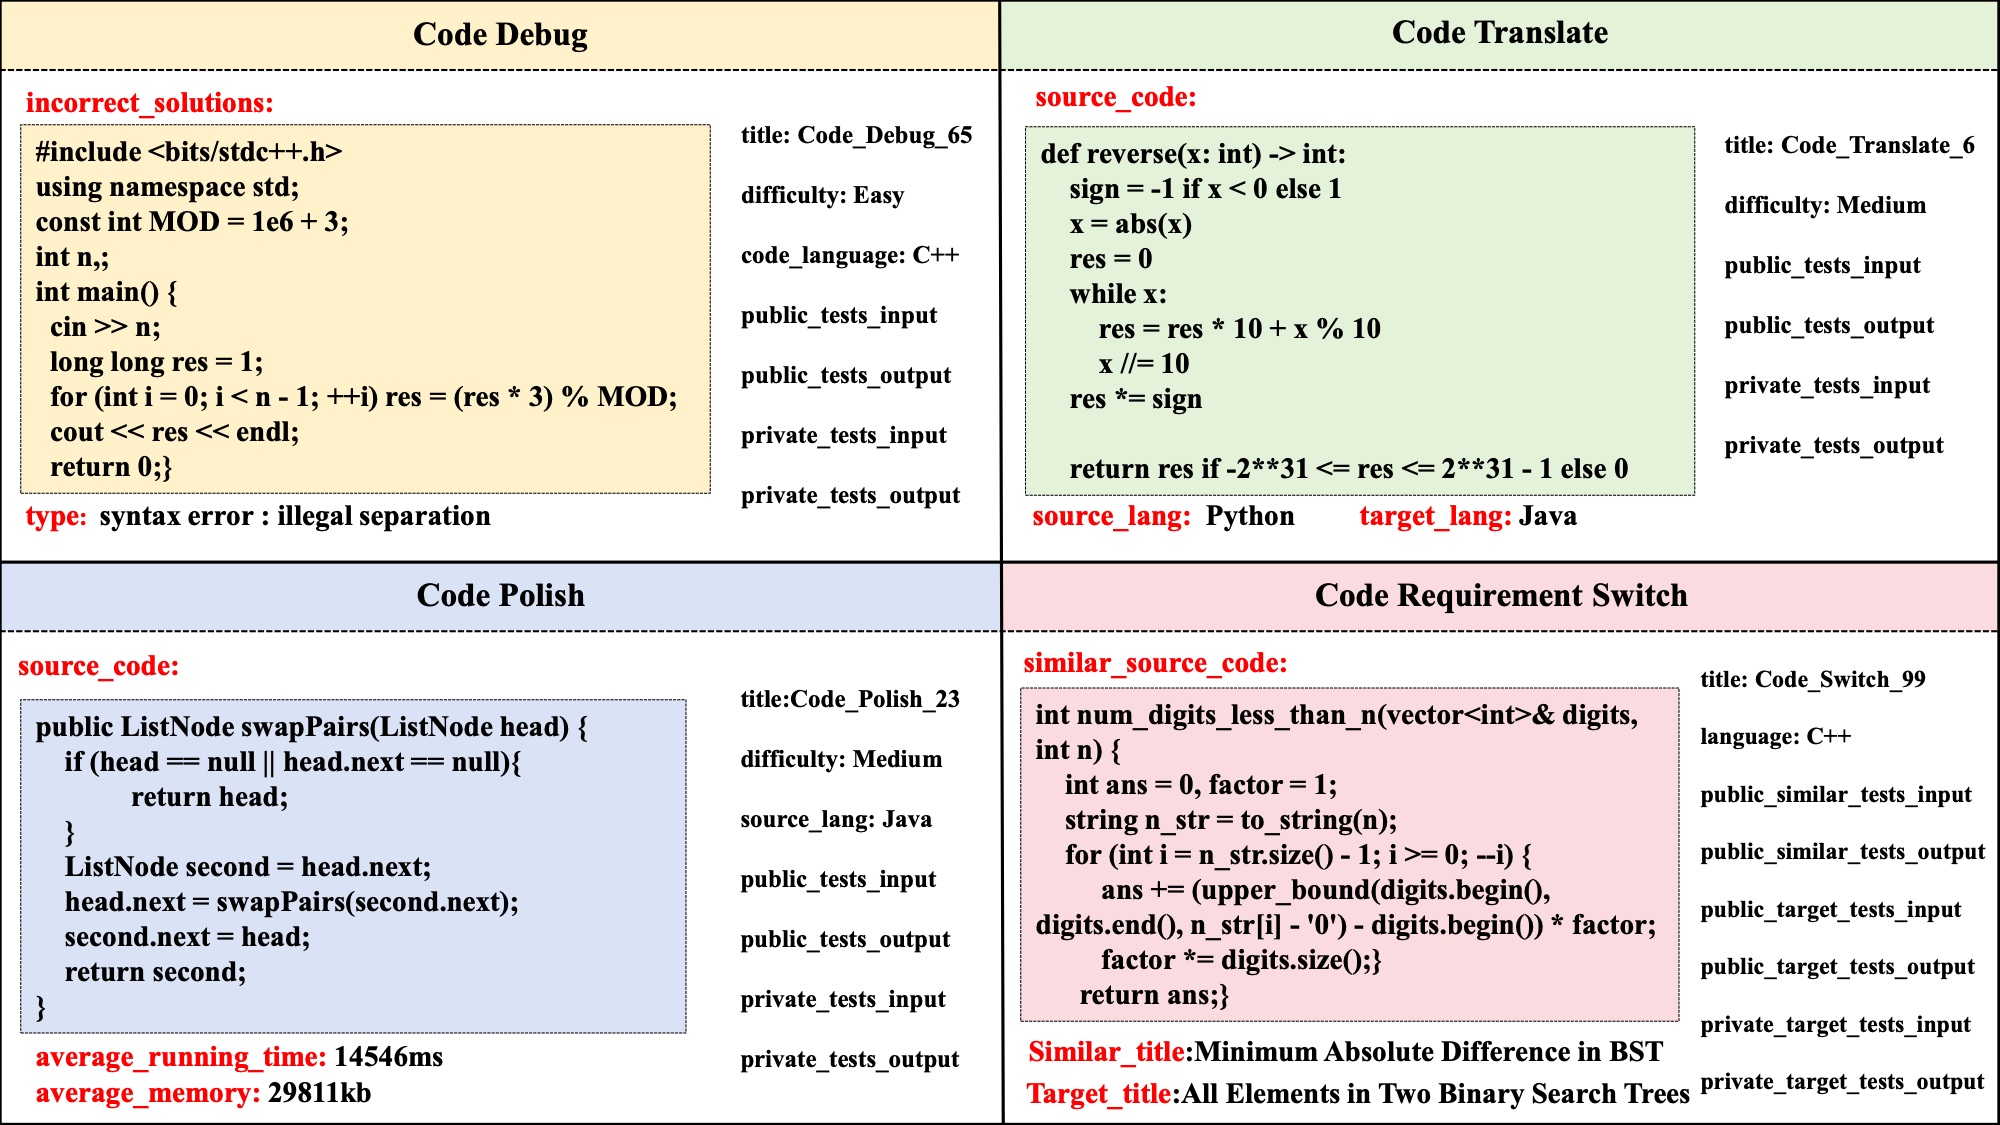 Code Debug
incorrect_solutions:
#include <bits/stdc++.h>
using namespace std;
const int MOD = 1e6 + 3;
int n,;
int main() {
cin >> n;
long long res = 1;
for (int i = 0; i < n - 1; ++i) res = (res * 3) % MOD;
cout << res << endl;
return 0;}
type: syntax error : illegal separation
title: Code_Debug_65
difficulty: Easy
code_language: C++
public_tests_input
public_tests_output
private_tests_input
private_tests_output
Code Translate
source_code:
def reverse(x: int) -> int:
sign = -1 if x < 0 else 1
x = abs(x)
res = 0
while x:
res = res * 10 + x % 10
x //= 10
res *= sign
return res if -2**31 <= res <= 2**31 - 1 else 0
source_lang: Python target_lang: Java
title: Code_Translate_6
difficulty: Medium
public_tests_input
public_tests_output
private_tests_input
private_tests_output
Code Polish
source_code:
public ListNode swapPairs(ListNode head) {
if (head == null || head.next == null){
return head;
}
ListNode second = head.next;
head.next = swapPairs(second.next);
second.next = head;
return second;
}
average_running_time: 14546ms
average_memory: 29811kb
title:Code_Polish_23
difficulty: Medium
source_lang: Java
public_tests_input
public_tests_output
private_tests_input
private_tests_output
Code Requirement Switch
similar_source_code:
int num_digits_less_than_n(vector<int>& digits,
int n) {
int ans = 0, factor = 1;
string n_str = to_string(n);
for (int i = n_str.size() - 1; i >= 0; --i) {
ans += (upper_bound(digits.begin(),
digits.end(), n_str[i] - '0') - digits.begin()) * factor;
factor *= digits.size();}
return ans;}
Similar_title:Minimum Absolute Difference in BST
Target_title:All Elements in Two Binary Search Trees
title: Code_Switch_99
language: C++
public_similar_tests_input
public_similar_tests_output
public_target_tests_input
public_target_tests_output
private_target_tests_input
private_target_tests_output